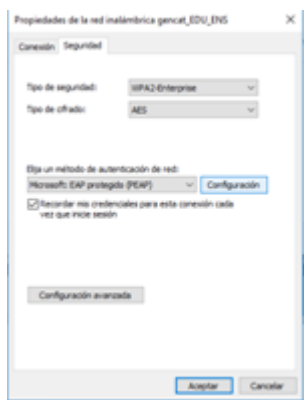 Propiedades de la red inalámbrica gencat_EDU_ENS
Conexión Seguridad
Tipo de seguridad: WPA2-Enterprise
Tipo de cifrado: AES
Elija un método de autenticación de red:
Microsoft: EAP protegido (PEAP) Configuración
Recordar mis credenciales para esta conexión cada
vez que inicie sesión
Configuración avanzada
Aceptar Cancelar